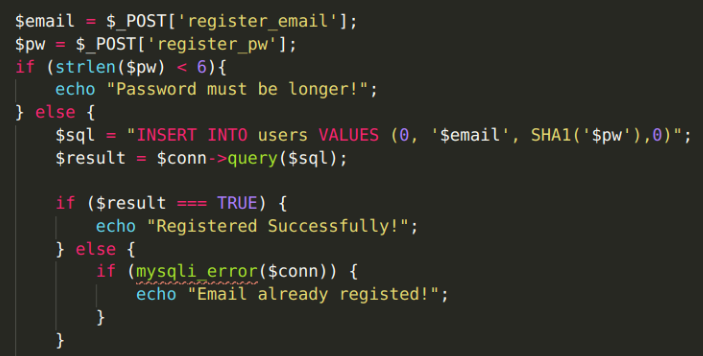 $email = $_POST['register_email'];
$pw = $_POST['register_pw'];
if (strlen($pw) < 6){
echo "Password must be longer!";
} else {
$sql = "INSERT INTO users VALUES (0, '$email', SHA1('$pw'),0)";
$result = $conn->query($sql);
if ($result === TRUE) {
echo "Registered Successfully!";
} else {
if (mysqli_error($conn)) {
echo "Email already registed!";
}
}